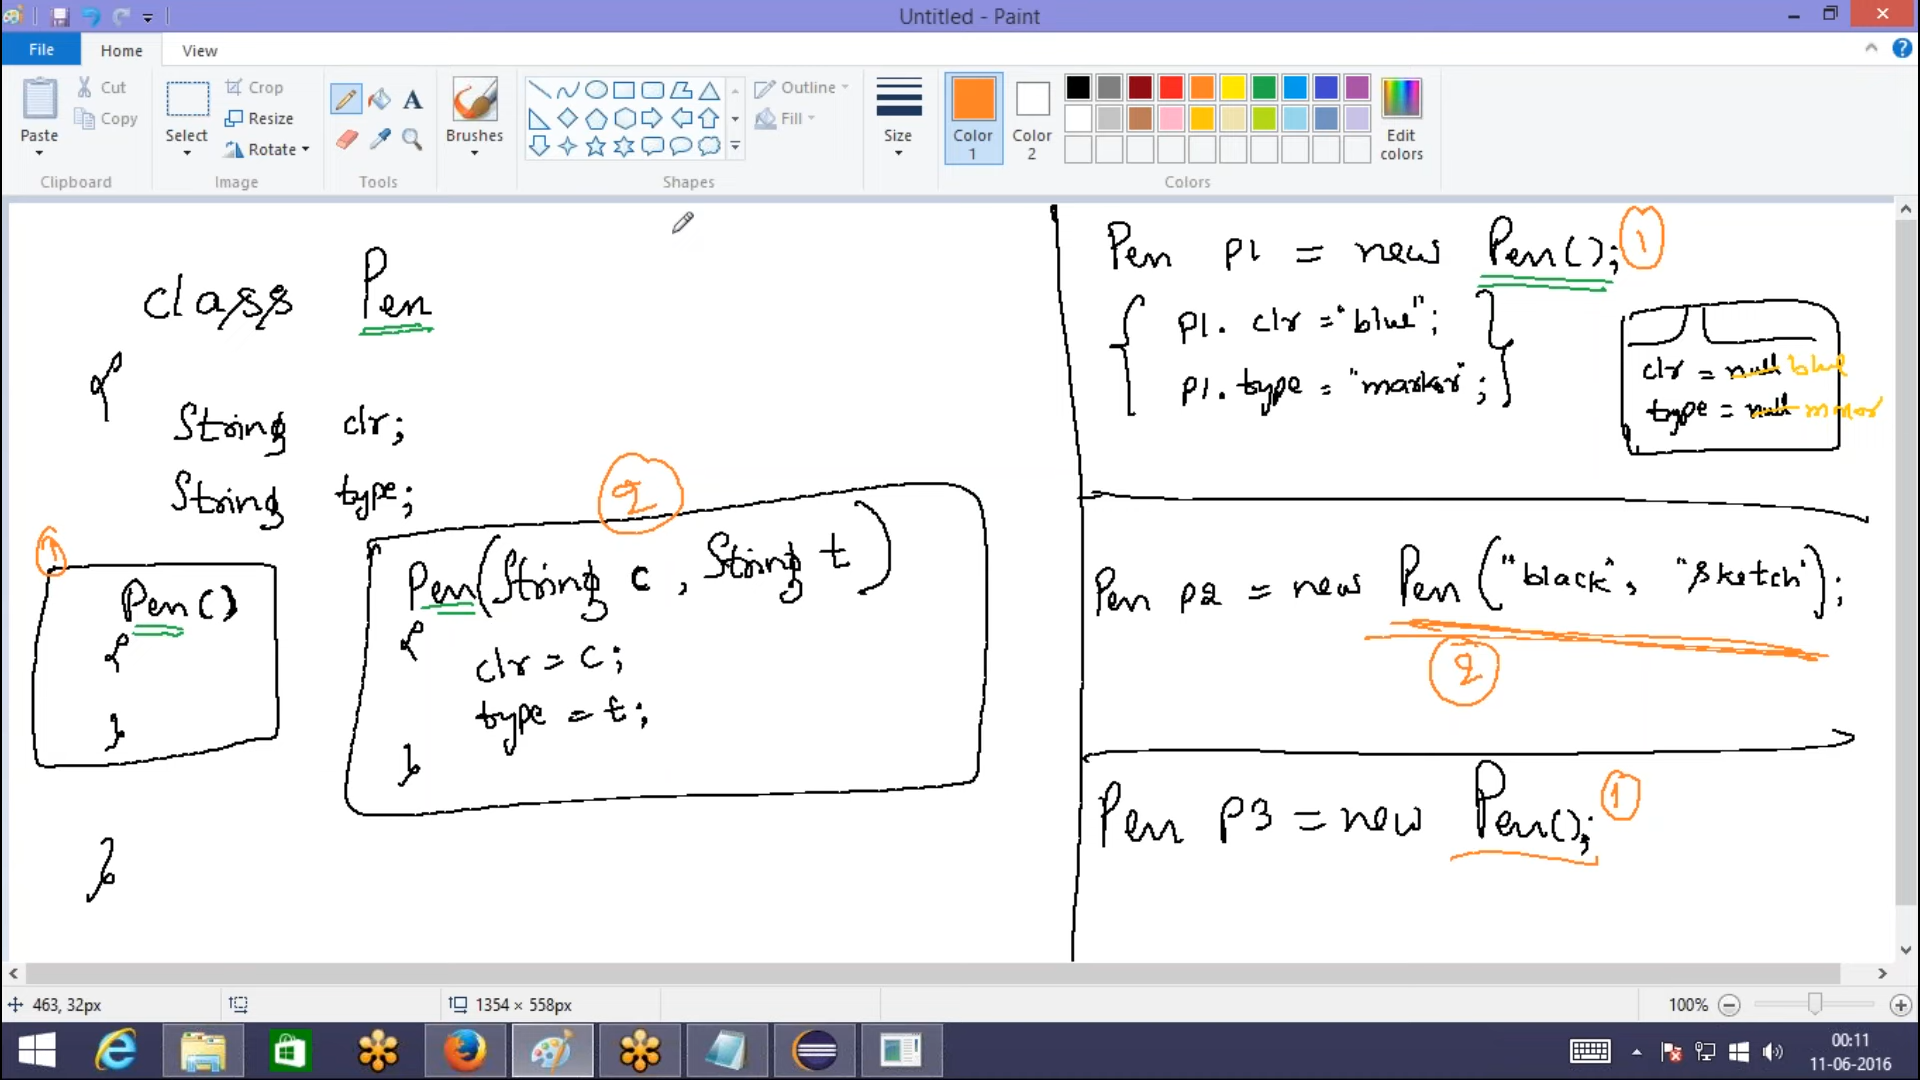 Untitled - Paint
File Home View
Paste
Cut
Copy
Clipboard
Select
Crop
Resize
Rotate
Image
Tools
Brushes
Outline
Fill
Shapes
Size
Color 1
Color 2
Edit colors
Colors
class Pen
{
String clr;
String type;
1
Pen()
{
}
2
Pen(String c, String t)
{
clr = c;
type = t;
}
}
Pen p1 = new Pen(); 1
{ p1. clr = "blue"; }
p1. type = "marker";
clr = null blue
type = null
Pen p2 = new Pen("black", "sketch");
2
Pen p3 = new Pen(); 1
463, 32px
1354 × 558px
100%
00:11
11-06-2016